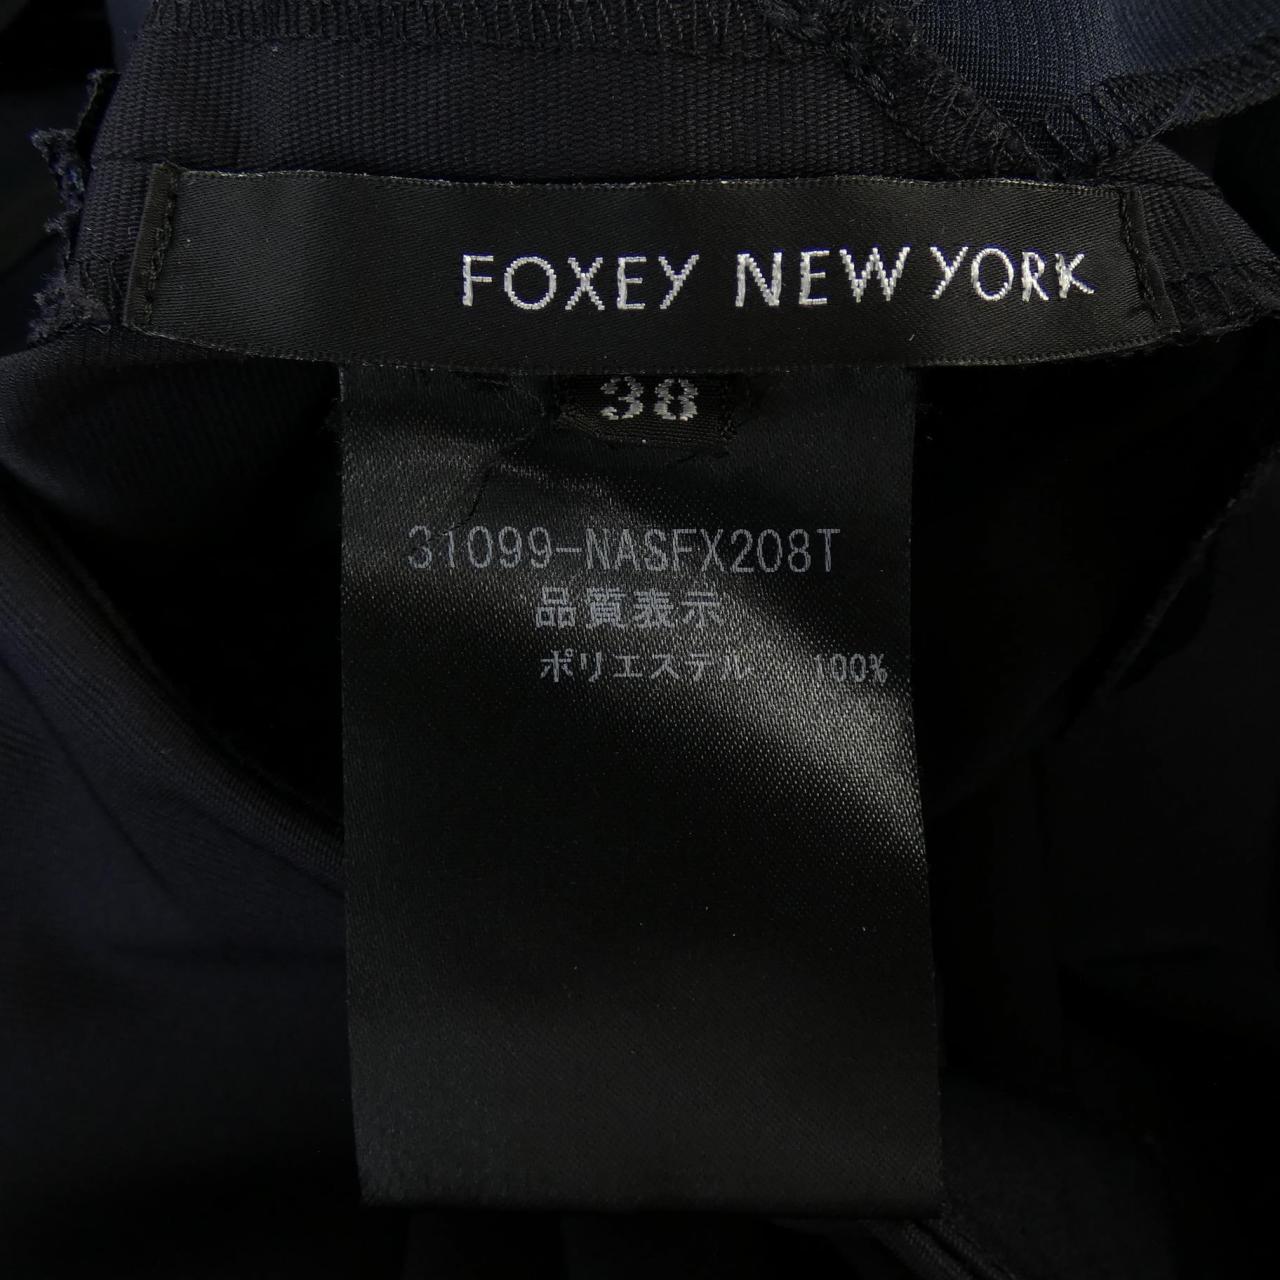 FOXEY NEW YORK
38
31099-NASFX208T
品質表示
ポリエステル 100%